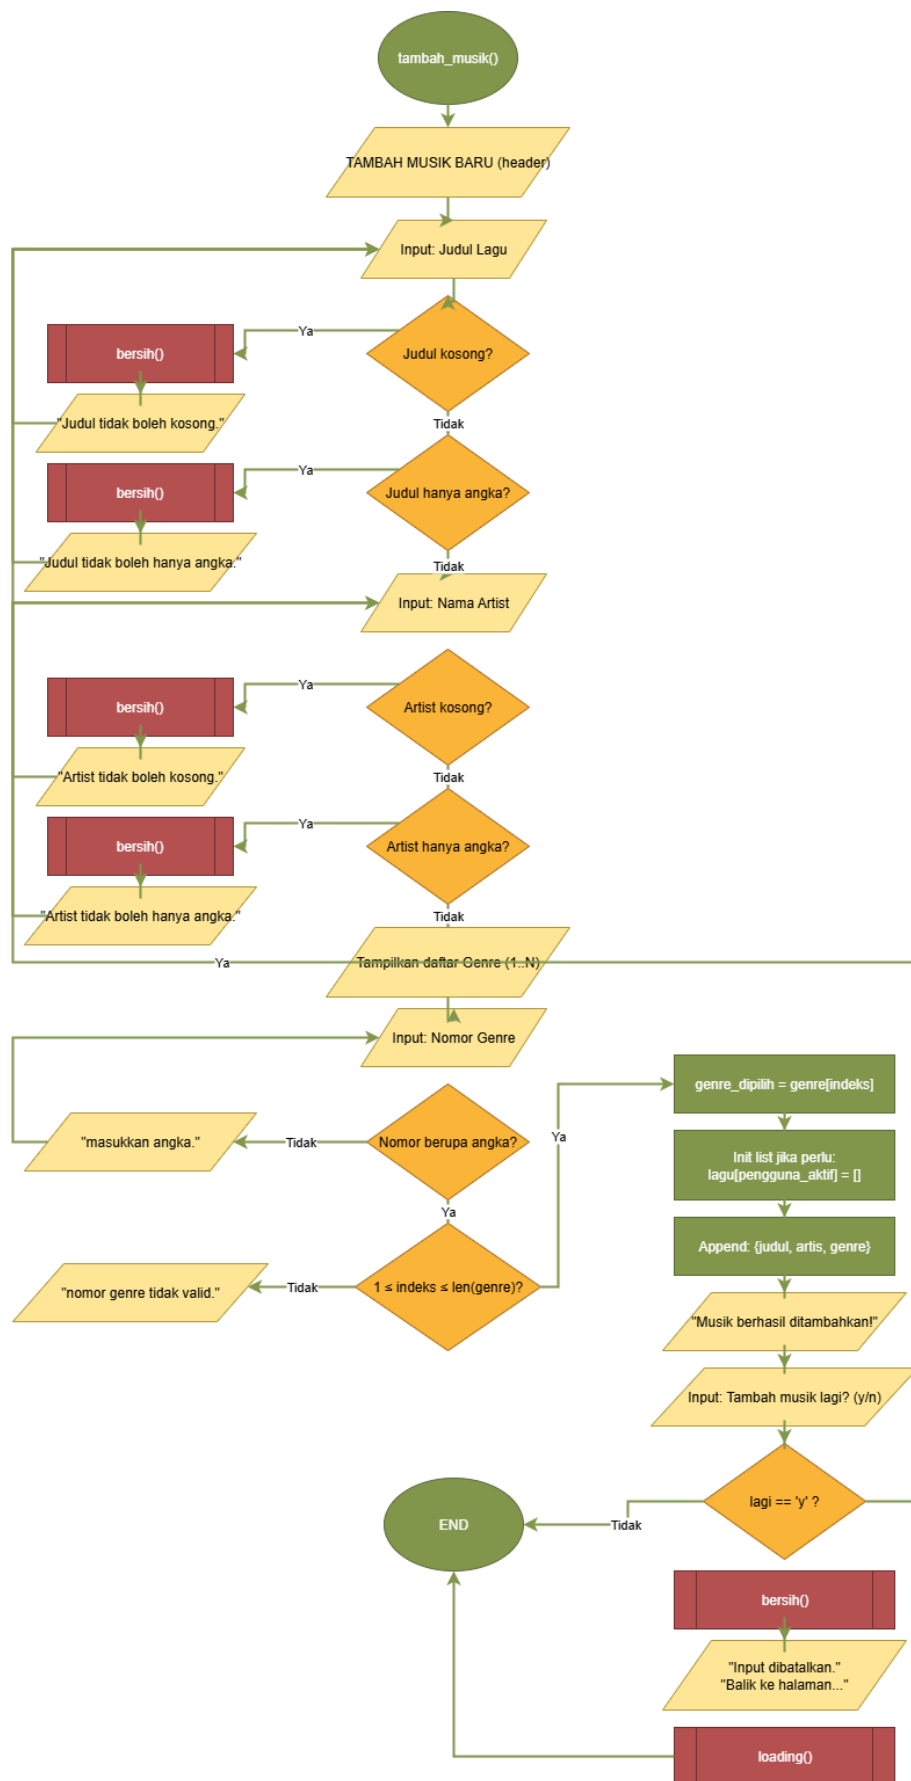 tambah_musik()
TAMBAH MUSIK BARU (header)
Input: Judul Lagu
Ya
bersih()
Judul kosong?
"Judul tidak boleh kosong."
Tidak
Ya
bersih()
Judul hanya angka?
"Judul tidak boleh hanya angka."
Tidak
Input: Nama Artist
Ya
bersih()
Artist kosong?
"Artist tidak boleh kosong."
Tidak
Ya
bersih()
Artist hanya angka?
"Artist tidak boleh hanya angka."
Tidak
Ya
Tampilkan daftar Genre (1..N)
Input: Nomor Genre
"masukkan angka."
Tidak
Nomor berupa angka?
Ya
Ya
"nomor genre tidak valid."
Tidak
1 ≤ indeks ≤ len(genre)?
genre_dipilih = genre[indeks]
Init list jika perlu:
lagu[pengguna_aktif] = []
Append: {judul, artis, genre}
"Musik berhasil ditambahkan!"
Input: Tambah musik lagi? (y/n)
lagi == 'y' ?
Tidak
END
bersih()
"Input dibatalkan."
"Balik ke halaman..."
loading()